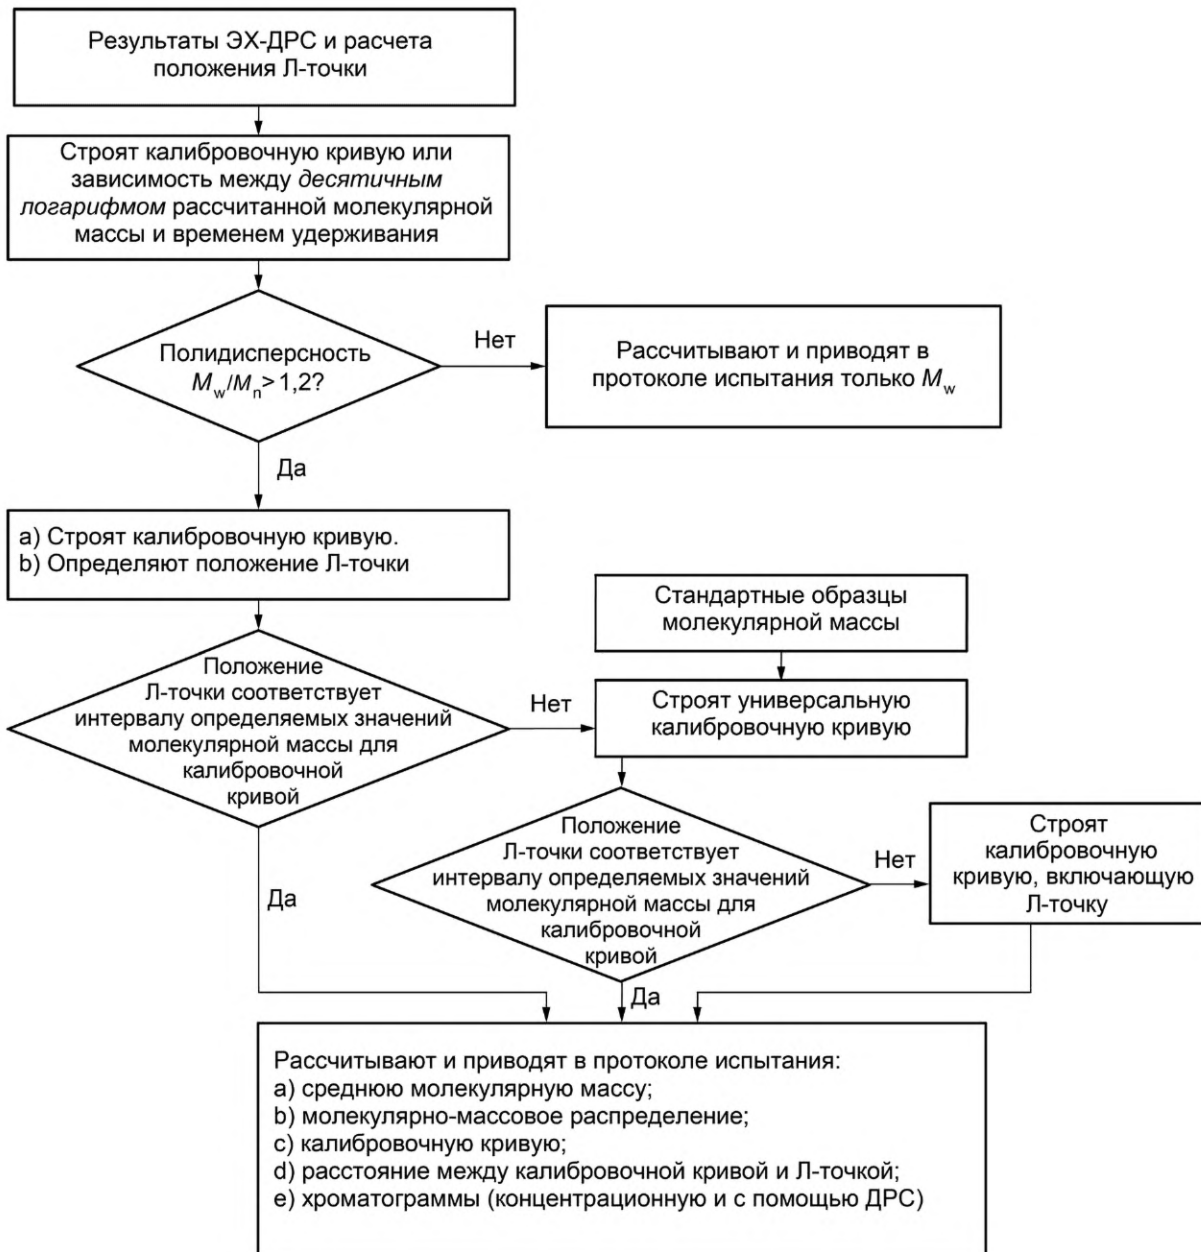 Результаты ЭХ-ДРС и расчета
положения Л-точки
Строят калибровочную кривую или
зависимость между десятичным
логарифмом рассчитанной молекулярной
массы и временем удерживания
Полидисперсность
Mw/Mn> 1,2?
Нет
Рассчитывают и приводят в
протоколе испытания только Mw
Да
a) Строят калибровочную кривую.
b) Определяют положение Л-точки
Стандартные образцы
молекулярной массы
Положение
Л-точки соответствует
интервалу определяемых значений
молекулярной массы для
калибровочной
кривой
Нет
Строят универсальную
калибровочную кривую
Положение
Л-точки соответствует
интервалу определяемых значений
молекулярной массы для
калибровочной
кривой
Нет
Строят
калибровочную
кривую, включающую
Л-точку
Да
Да
Рассчитывают и приводят в протоколе испытания:
a) среднюю молекулярную массу;
b) молекулярно-массовое распределение;
c) калибровочную кривую;
d) расстояние между калибровочной кривой и Л-точкой;
e) хроматограммы (концентрационную и с помощью ДРС)